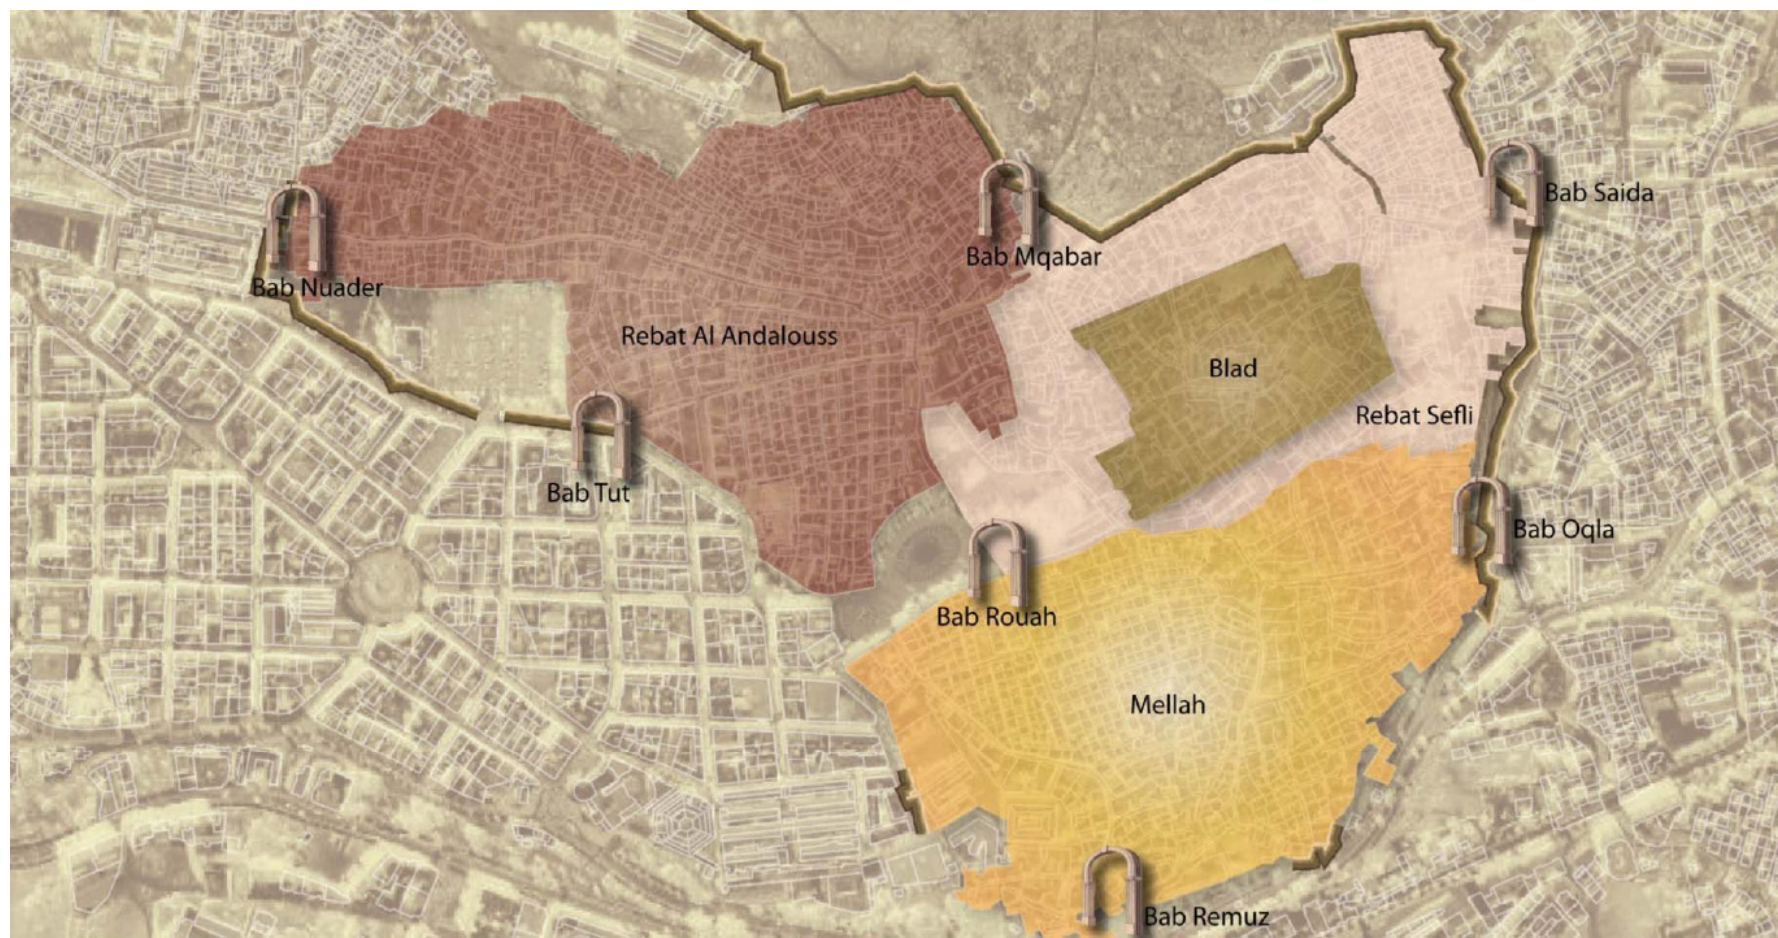 Bab Saida
Bab Mqabar
Bab Nuader
Rebat Al Andalouss
Blad
Rebat Sefli
Bab Tut
Bab Oqla
Bab Rouah
Mellah
Bab Remuz